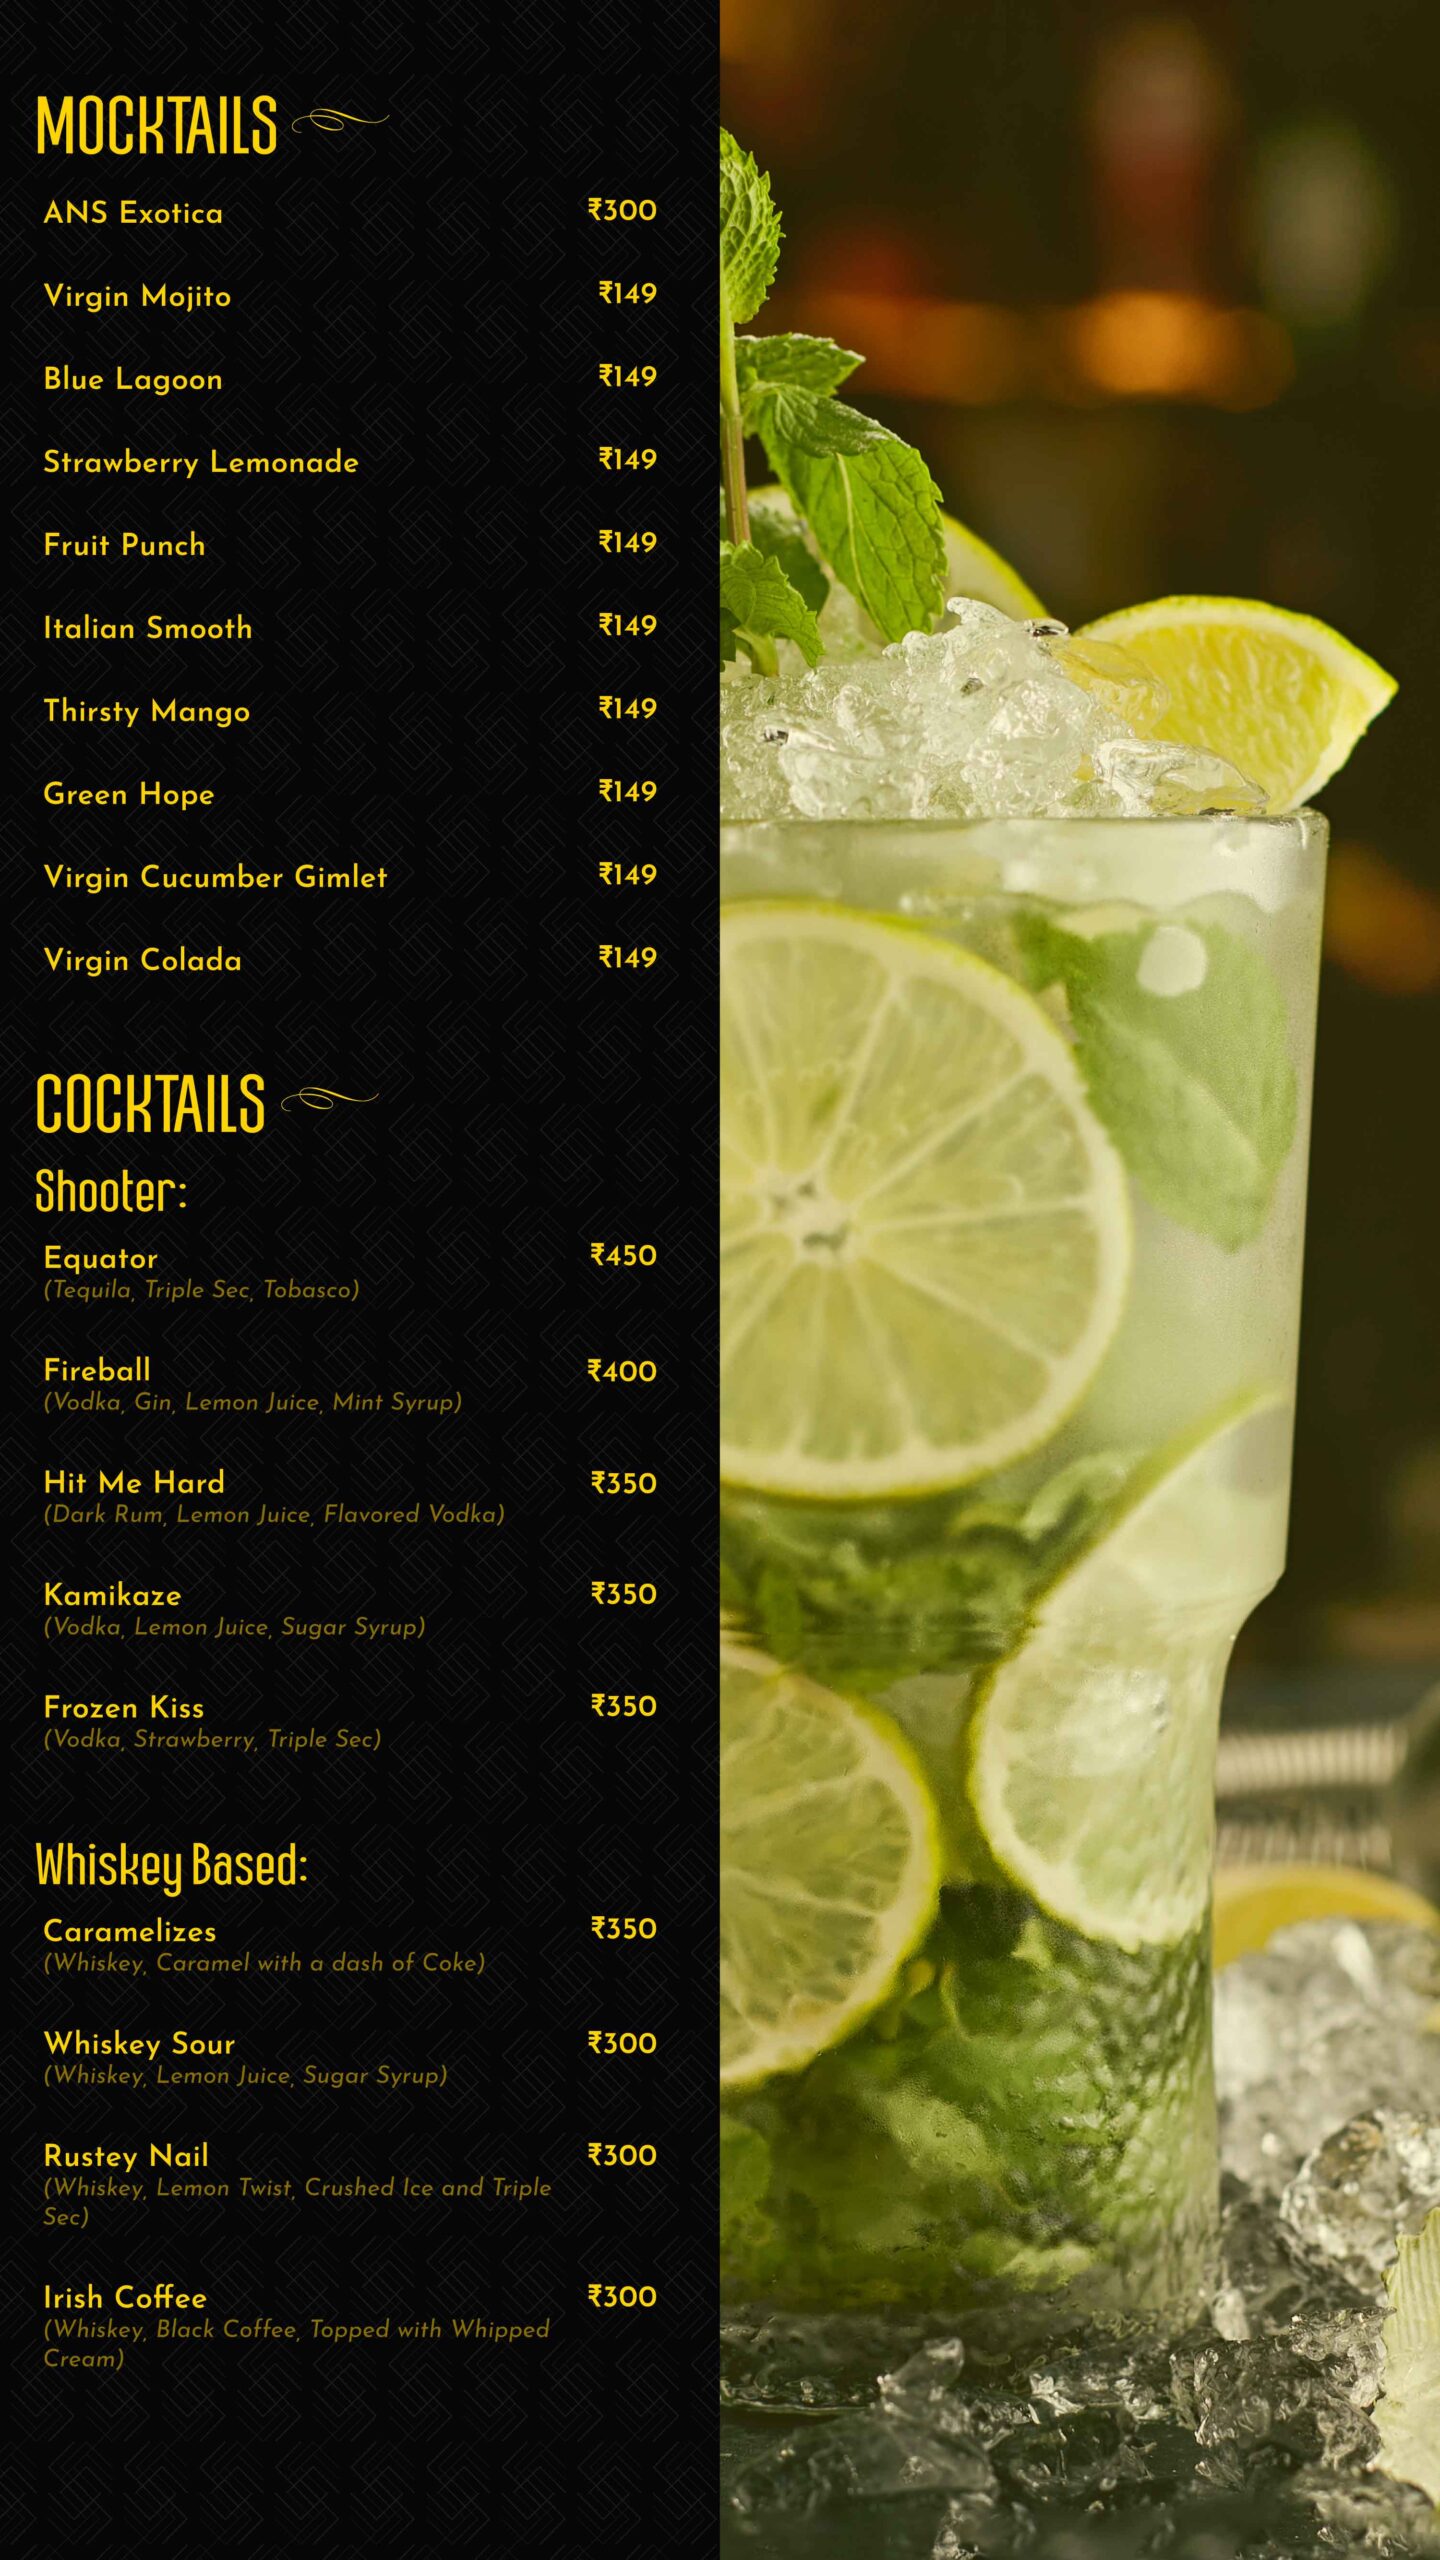 MOCKTAILS
ANS Exotica ₹300
Virgin Mojito ₹149
Blue Lagoon ₹149
Strawberry Lemonade ₹149
Fruit Punch ₹149
Italian Smooth ₹149
Thirsty Mango ₹149
Green Hope ₹149
Virgin Cucumber Gimlet ₹149
Virgin Colada ₹149
COCKTAILS
Shooter:
Equator ₹450
(Tequila, Triple Sec, Tobasco)
Fireball ₹400
(Vodka, Gin, Lemon Juice, Mint Syrup)
Hit Me Hard ₹350
(Dark Rum, Lemon Juice, Flavored Vodka)
Kamikaze ₹350
(Vodka, Lemon Juice, Sugar Syrup)
Frozen Kiss ₹350
(Vodka, Strawberry, Triple Sec)
Whiskey Based:
Caramelizes ₹350
(Whiskey, Caramel with a dash of Coke)
Whiskey Sour ₹300
(Whiskey, Lemon Juice, Sugar Syrup)
Rustey Nail ₹300
(Whiskey, Lemon Twist, Crushed Ice and Triple
Sec)
Irish Coffee ₹300
(Whiskey, Black Coffee, Topped with Whipped
Cream)